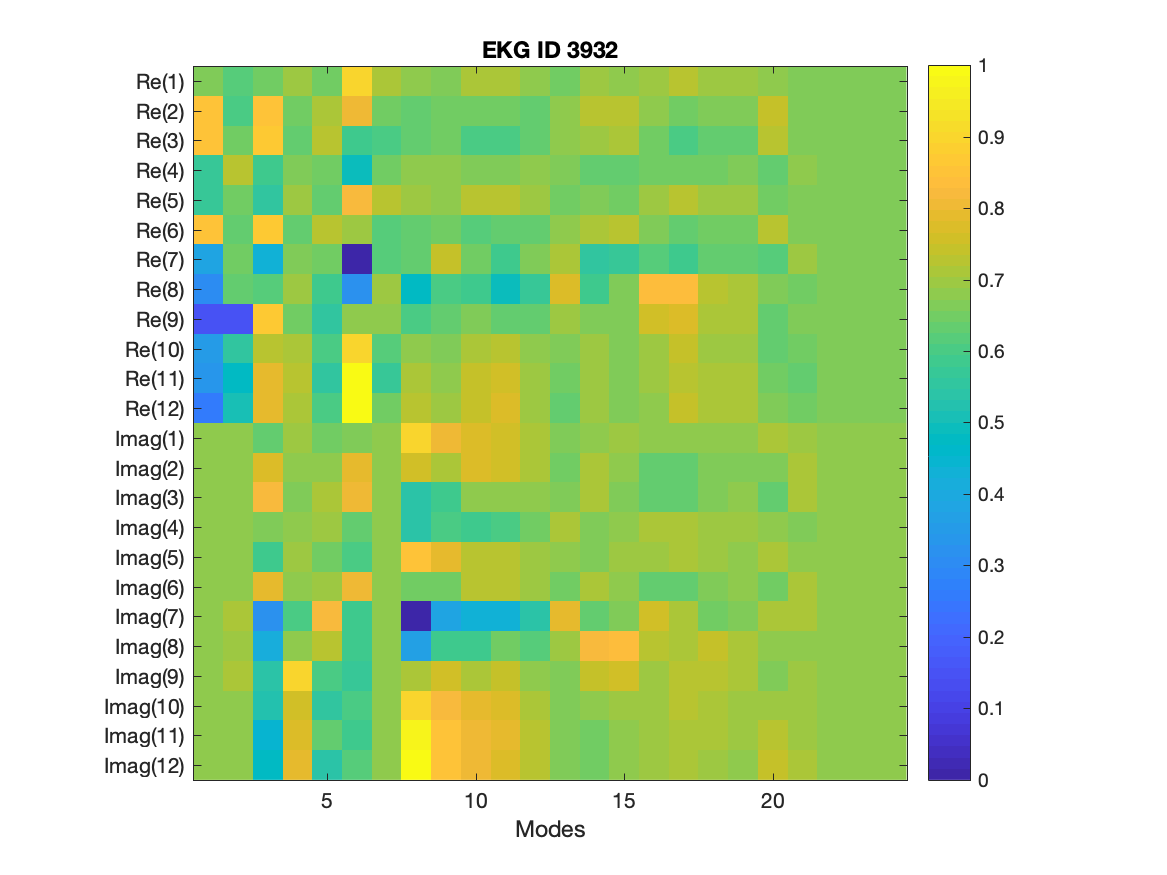 EKG ID 3932
Re(1)
Re(2)
Re(3)
Re(4)
Re(5)
Re(6)
Re(7)
Re(8)
Re(9)
Re(10)
Re(11)
Re(12)
Imag(1)
Imag(2)
Imag(3)
Imag(4)
Imag(5)
Imag(6)
Imag(7)
Imag(8)
Imag(9)
Imag(10)
Imag(11)
Imag(12)
5 10 15 20
Modes
1
0.9
0.8
0.7
0.6
0.5
0.4
0.3
0.2
0.1
0